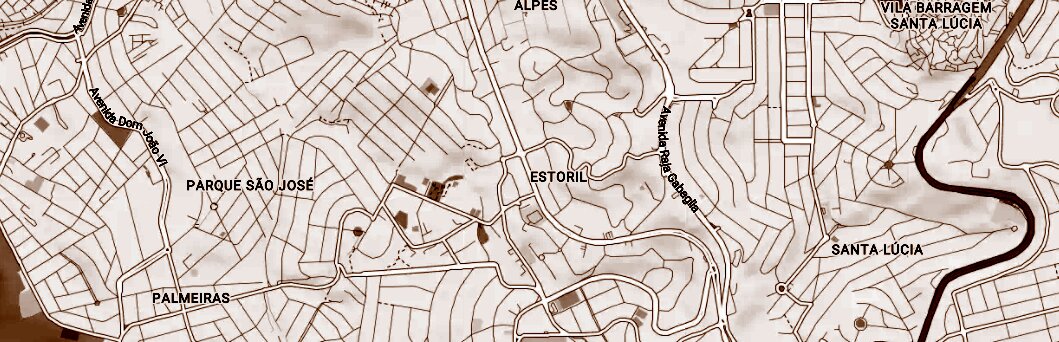 ALPES
VILA BARRAGEM
SANTA LÚCIA
Avenida
Avenida Dom João VI
Avenida Raja Gabaglia
PARQUE SÃO JOSÉ
ESTORIL
SANTA LÚCIA
PALMEIRAS